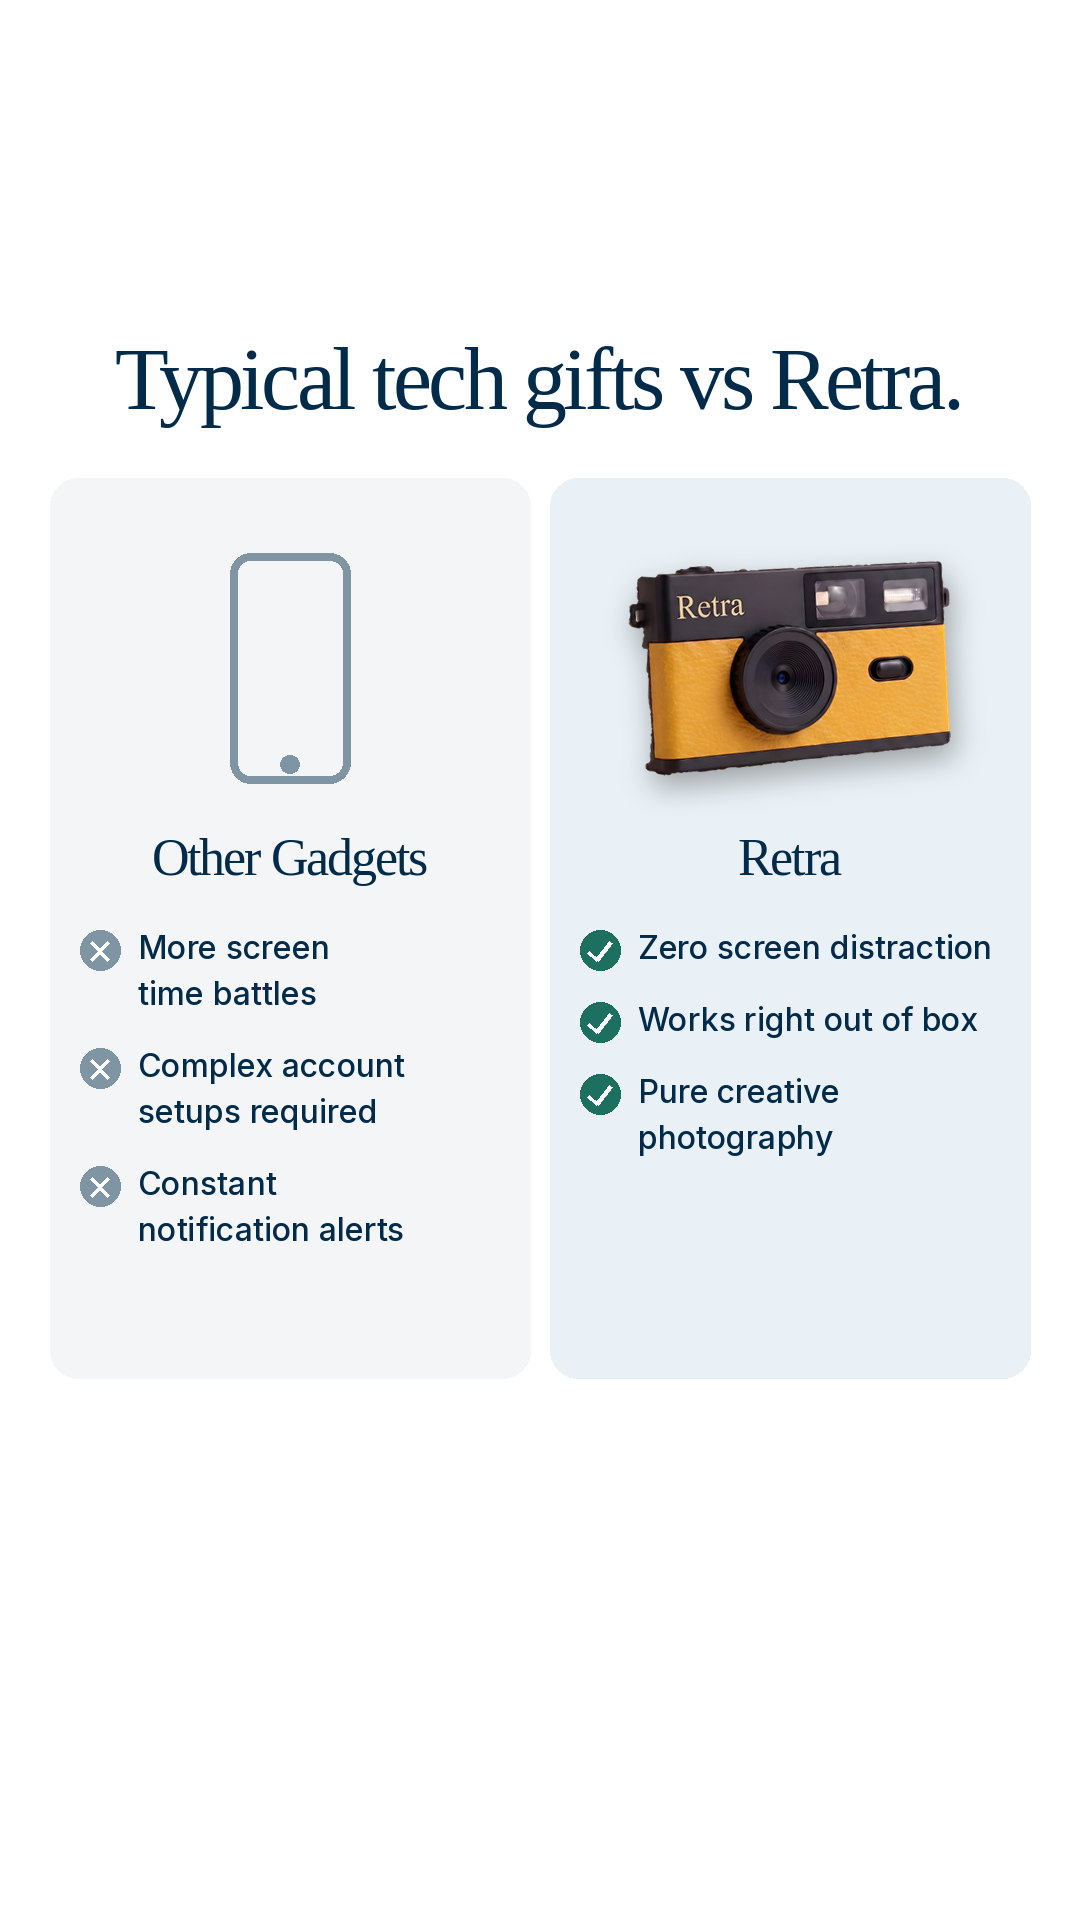 Typical tech gifts vs Retra.
Retra
Other Gadgets
More screen
time battles
Complex account
setups required
Constant
notification alerts
Retra
Zero screen distraction
Works right out of box
Pure creative
photography